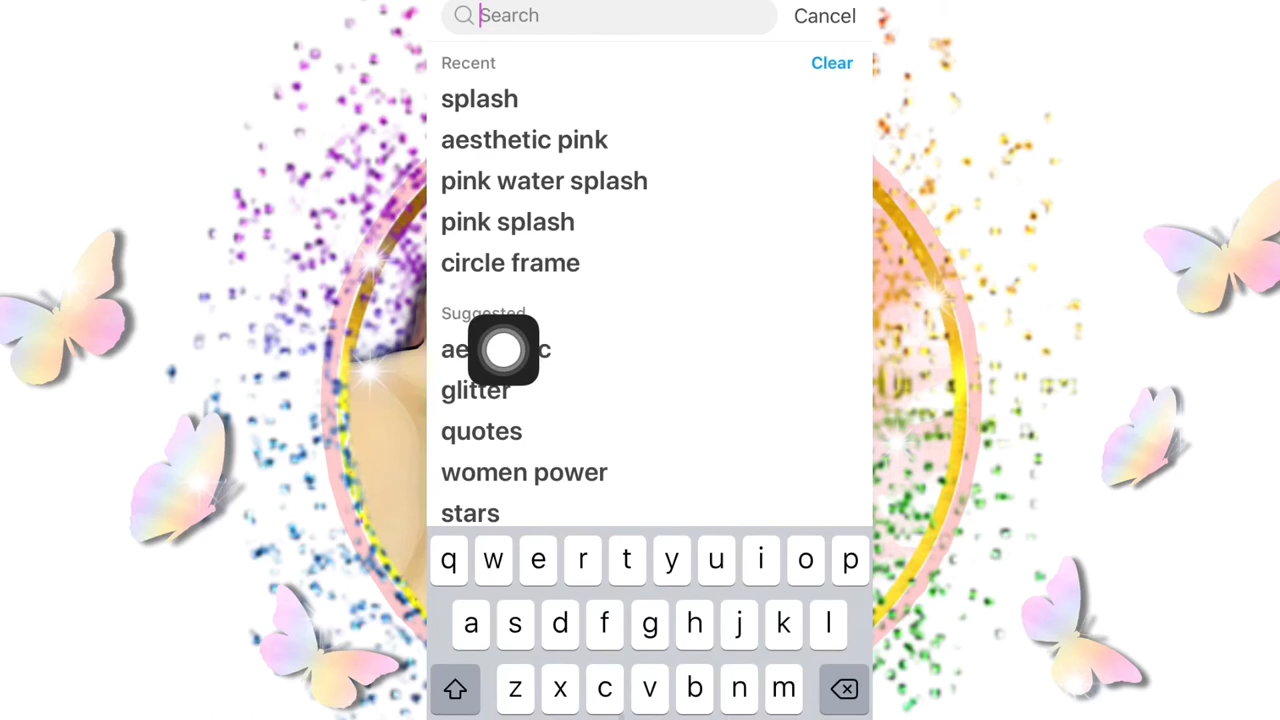 Search
Cancel
Recent
Clear
splash
aesthetic pink
pink water splash
pink splash
circle frame
Suggested
glitter
quotes
women power
stars
q w e r t y u i o p
a s d f g h j k l
z x c v b n m